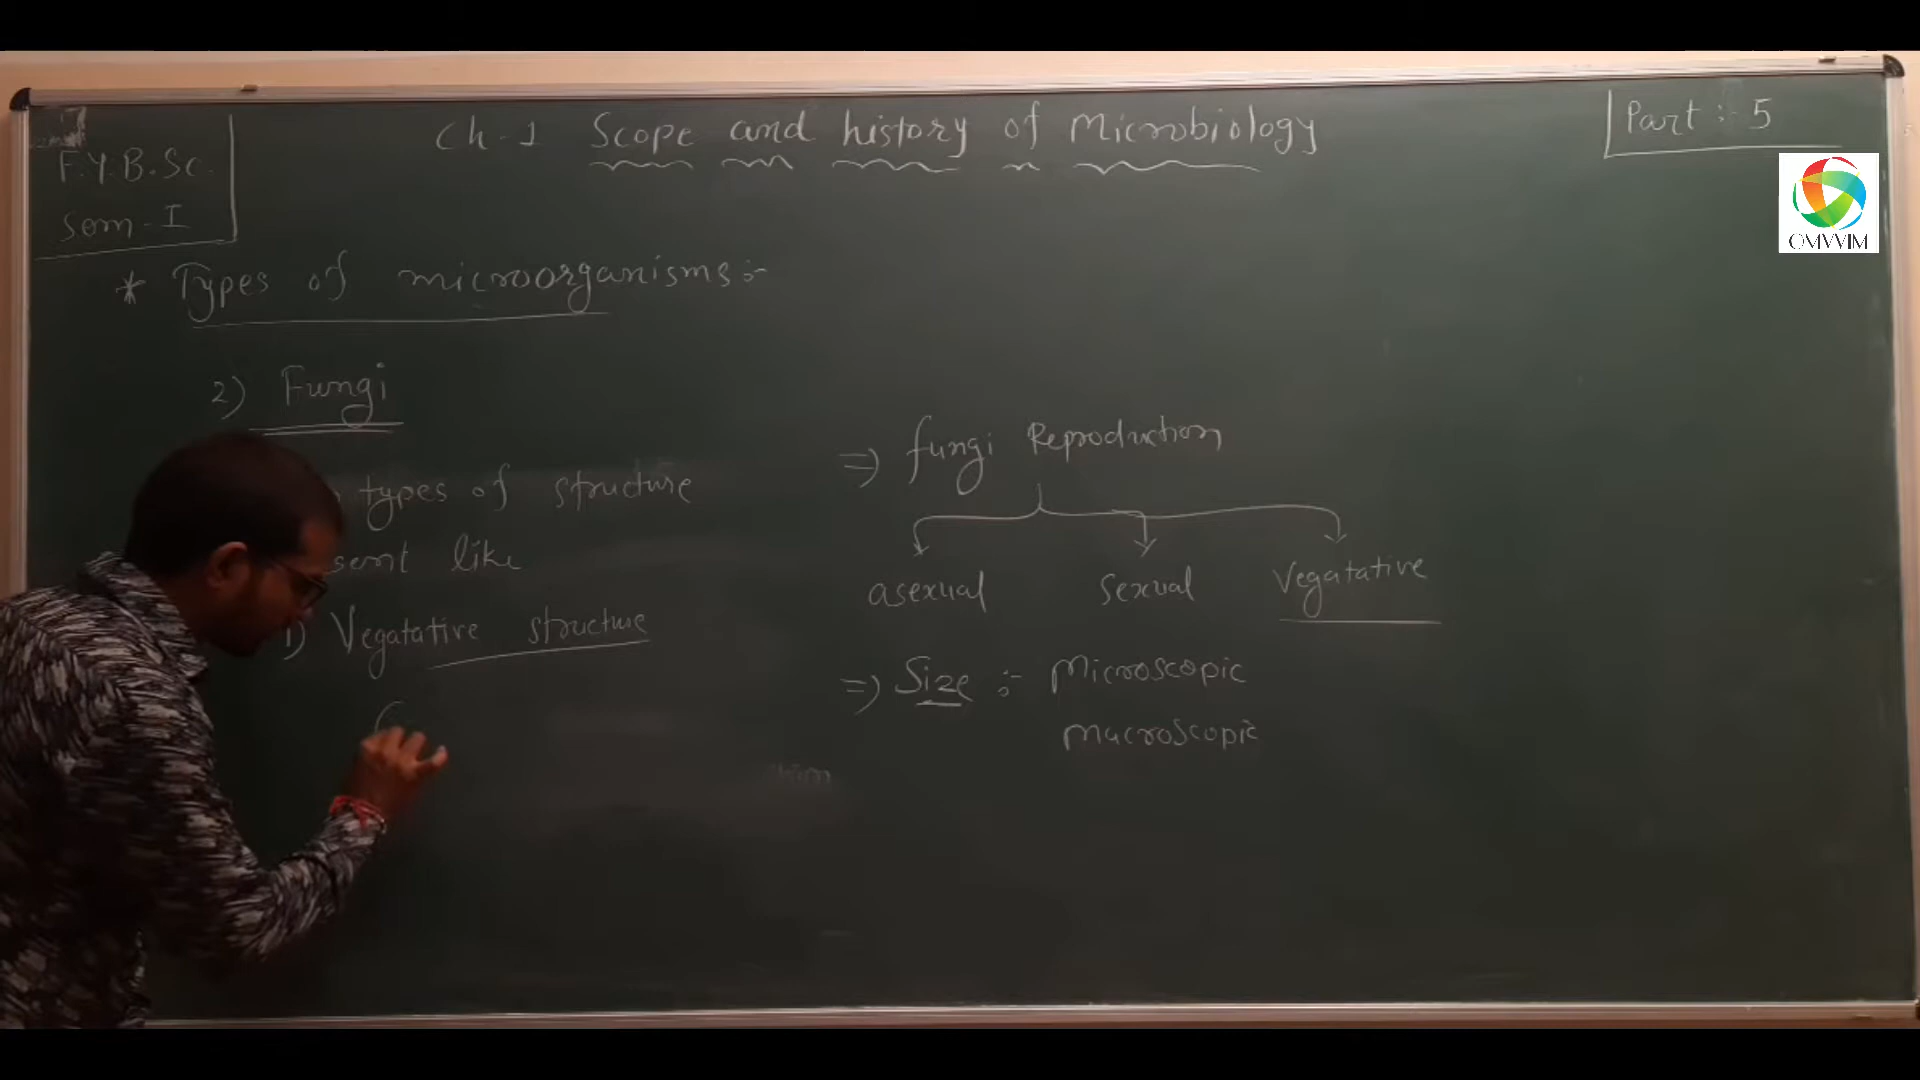 F.Y.B.Sc.
Sem-I
Ch-1 Scope and history of Microbiology
Part :- 5
OMVVIM
* Types of microorganisms:-
2) Fungi
types of structure
sent like
1) Vegatative structure
=> fungi Reproduction
asexual sexual Vegatative
=> Size :- Microscopic
macroscopic